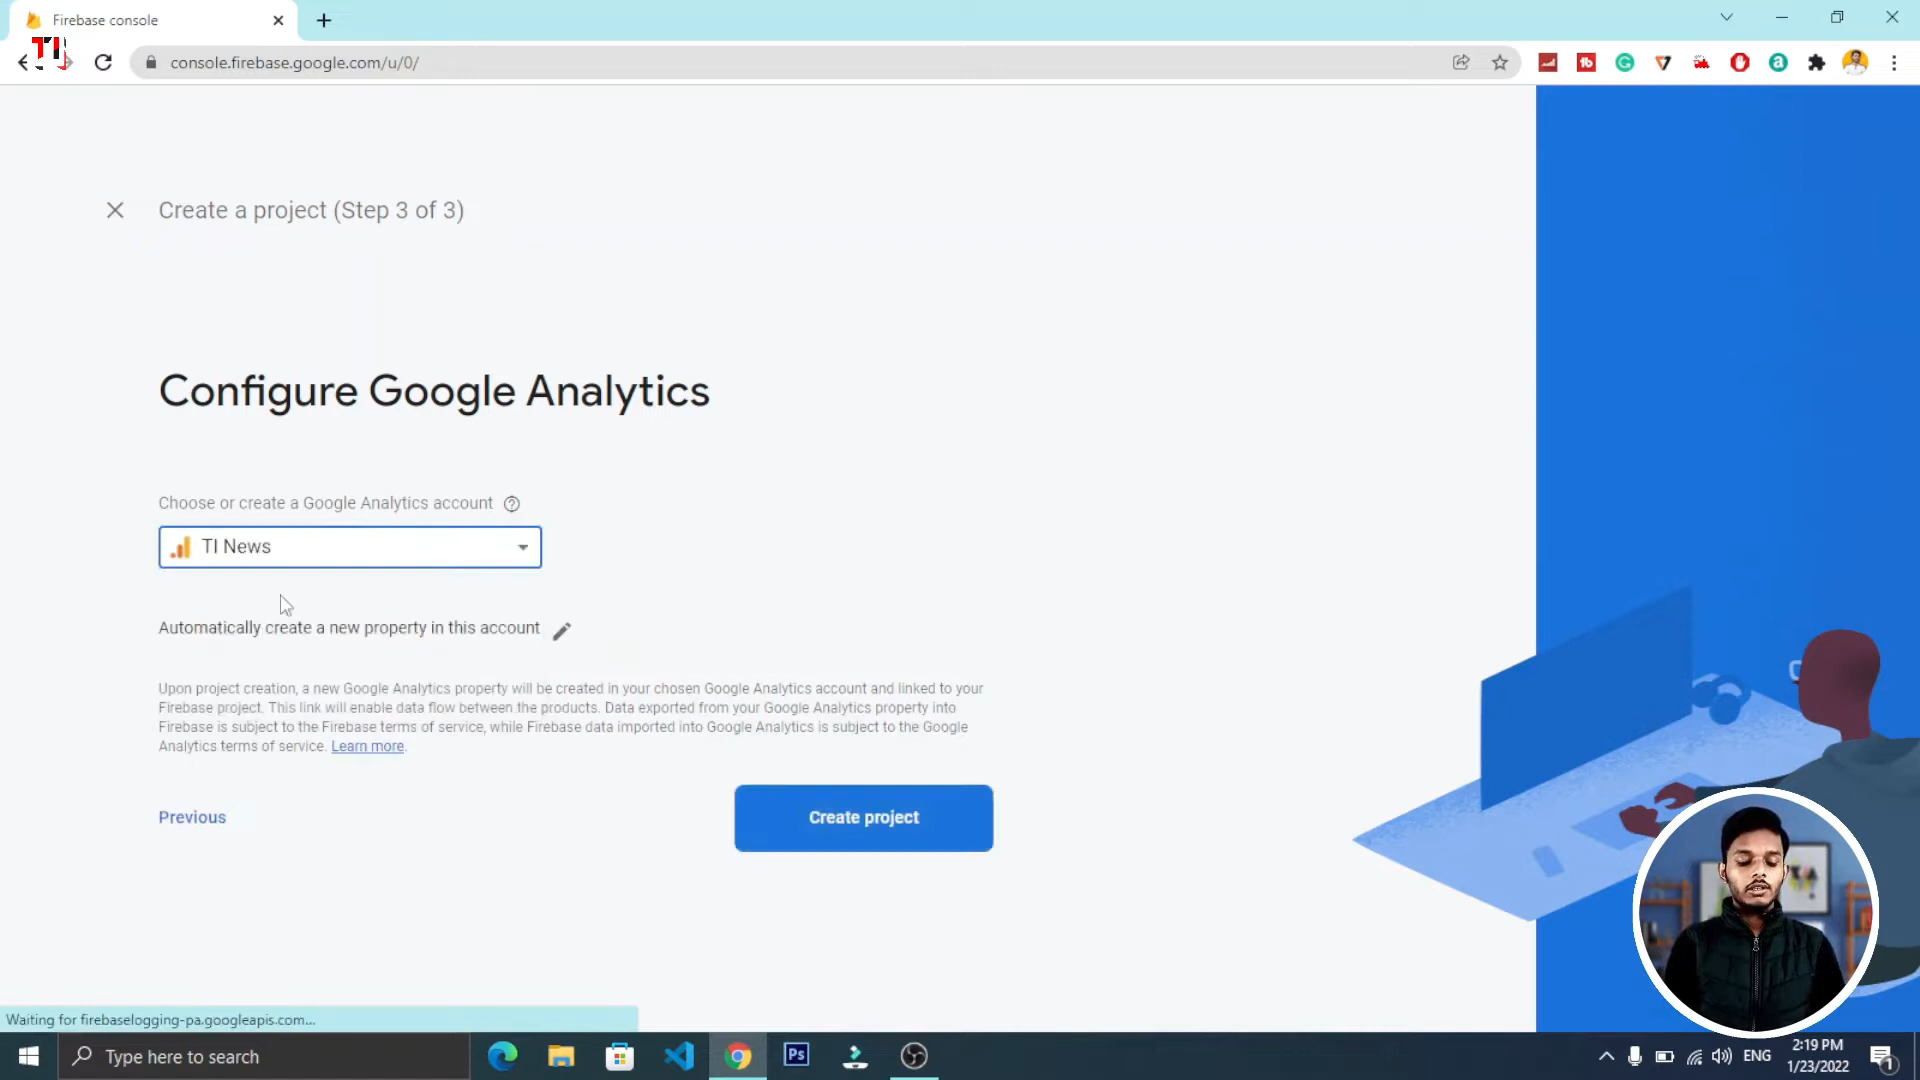 Firebase console
TI
console.firebase.google.com/u/0/
Create a project (Step 3 of 3)
Configure Google Analytics
Choose or create a Google Analytics account
TI News
Automatically create a new property in this account
Upon project creation, a new Google Analytics property will be created in your chosen Google Analytics account and linked to your
Firebase project. This link will enable data flow between the products. Data exported from your Google Analytics property into
Firebase is subject to the Firebase terms of service, while Firebase data imported into Google Analytics is subject to the Google
Analytics terms of service. Learn more.
Previous
Create project
Waiting for firebaselogging-pa.googleapis.com...
Type here to search
Ps
ENG
2:19 PM
1/23/2022
1